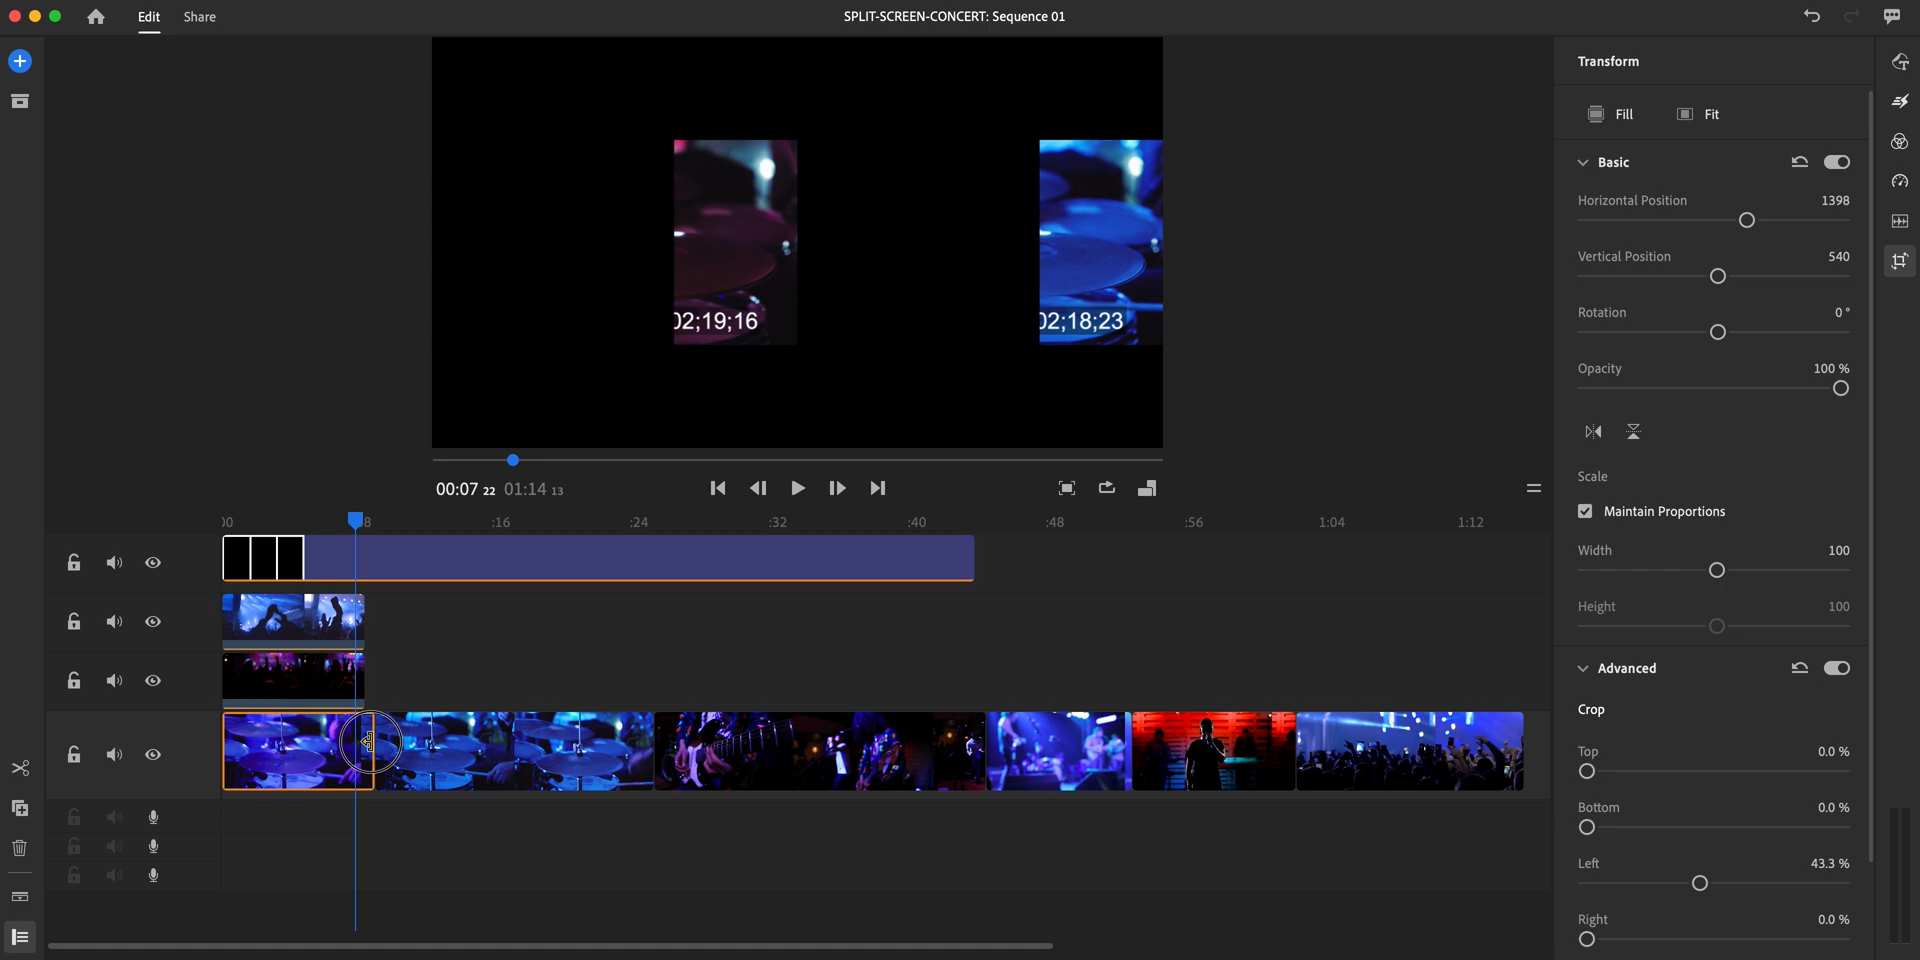 Edit Share SPLIT-SCREEN-CONCERT: Sequence 01
Transform
Fill Fit
Basic
Horizontal Position 1398
Vertical Position 540
Rotation 0 °
Opacity 100 %
Scale
Maintain Proportions
Width 100
Height 100
Advanced
Crop
Top 0.0 %
Bottom 0.0 %
Left 43.3 %
Right 0.0 %
02;19;16 02;18;23
00:07 22 01:14 13
:16 :24 :32 :40 :48 :56 1:04 1:12